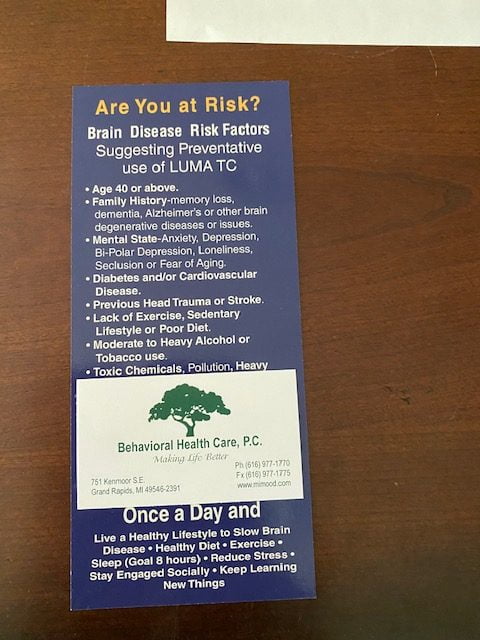 Are You at Risk?
Brain Disease Risk Factors
Suggesting Preventative
use of LUMA TC
• Age 40 or above.
• Family History-memory loss,
dementia, Alzheimer's or other brain
degenerative diseases or issues.
• Mental State-Anxiety, Depression,
Bi-Polar Depression, Loneliness,
Seclusion or Fear of Aging.
• Diabetes and/or Cardiovascular
Disease.
• Previous Head Trauma or Stroke.
• Lack of Exercise, Sedentary
Lifestyle or Poor Diet.
• Moderate to Heavy Alcohol or
Tobacco use.
• Toxic Chemicals, Pollution, Heavy
Behavioral Health Care, P.C.
Making Life Better
751 Kenmoor S.E.
Grand Rapids, MI 49546-2391
Ph (616) 977-1770
Fx (616) 977-1775
www.mimood.com
Once a Day and
Live a Healthy Lifestyle to Slow Brain
Disease • Healthy Diet • Exercise •
Sleep (Goal 8 hours) • Reduce Stress •
Stay Engaged Socially • Keep Learning
New Things